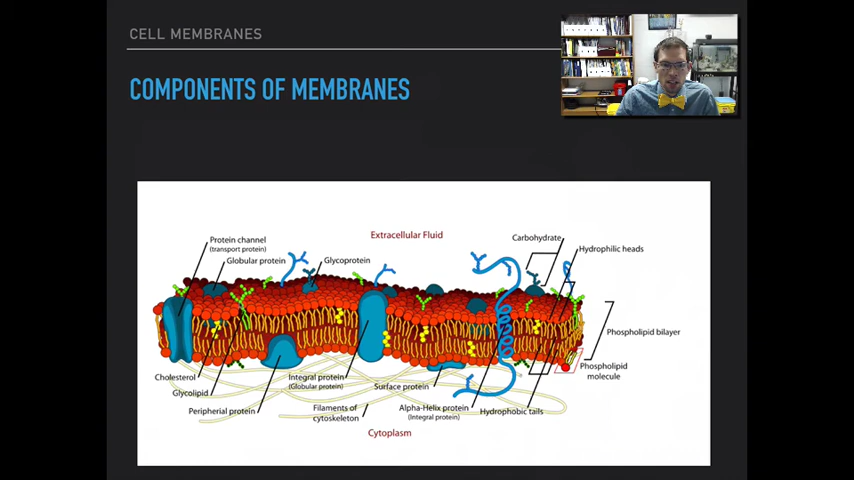 CELL MEMBRANES
COMPONENTS OF MEMBRANES
Extracellular Fluid
Protein channel
(transport protein)
Globular protein
Glycoprotein
Carbohydrate
Hydrophilic heads
Phospholipid bilayer
Phospholipid
molecule
Cholesterol
Glycolipid
Peripherial protein
Integral protein
(Globular protein)
Filaments of
cytoskeleton
Surface protein
Alpha-Helix protein
(Integral protein)
Hydrophobic tails
Cytoplasm